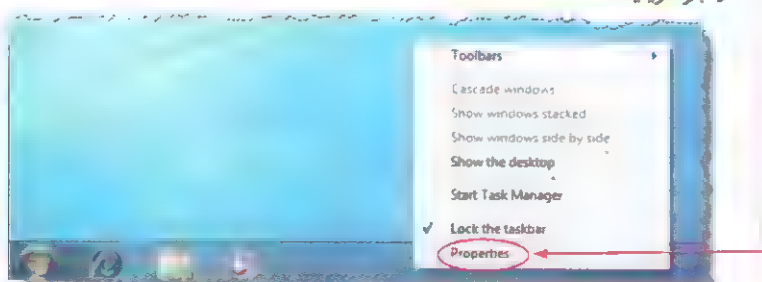 Toolbars
Cascade windows
Show windows stacked
Show windows side by side
Show the desktop
Start Task Manager
Lock the taskbar
Properties